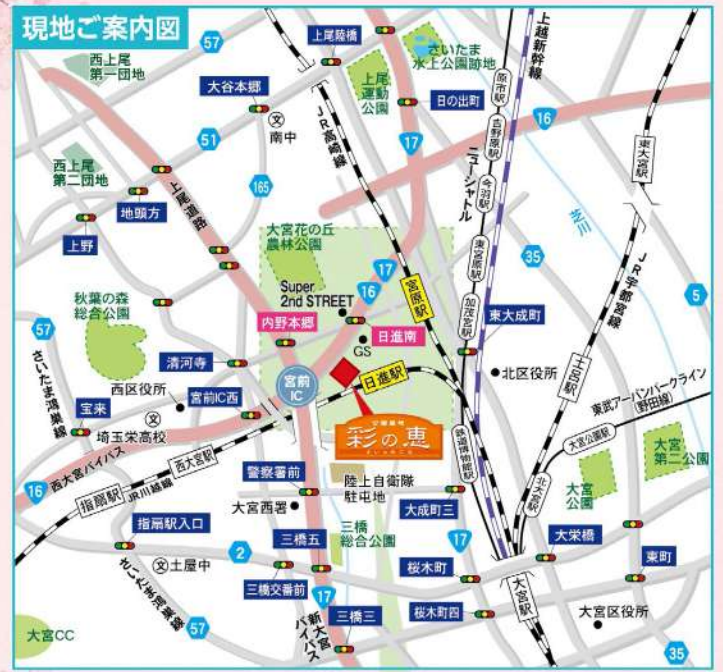 現地ご案内図
57
上尾陸橋
さいたま
水上公園跡地
上越新幹線
西上尾
第一団地
大谷本郷
上尾
運動
公園
日の出町
原市駅
南中
51
JR高崎線
17
吉野原駅
16
東大宮駅
西上尾
第二団地
165
ニューシャトル
今羽駅
地頭方
上尾道路
上野
大宮花の丘
農林公園
東宮原駅
35
芝川
17
16
宮原駅
加茂宮駅
JR宇都宮線
5
秋葉の森
総合公園
Super
2nd STREET
57
内野本郷
日進南
東大成町
さいたま鴻巣線
清河寺
GS
土呂駅
西区役所
宮前
IC
日進駅
北区役所
宝来
宮前IC西
東武アーバンパークライン
(野田線)
埼玉栄高校
彩の恵
鉄道博物館駅
大宮公園駅
大宮
第二公園
16
西大宮バイパス
西大宮駅
北大宮駅
指扇駅
JR川越線
警察署前
陸上自衛隊
駐屯地
大宮
公園
大宮西署
大成町三
指扇駅入口
三橋五
三橋
総合公園
17
大栄橋
2
土屋中
桜木町
東町
さいたま鴻巣線
三橋交番前
17
大宮駅
57
新大宮
バイパス
三橋三
桜木町四
大宮区役所
大宮CC
35